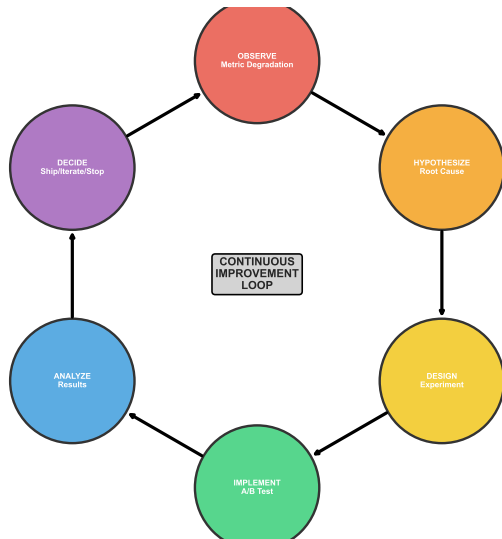 OBSERVE
Metric Degradation
HYPOTHESIZE
Root Cause
DESIGN
Experiment
IMPLEMENT
A/B Test
ANALYZE
Results
DECIDE
Ship/Iterate/Stop
CONTINUOUS
IMPROVEMENT
LOOP